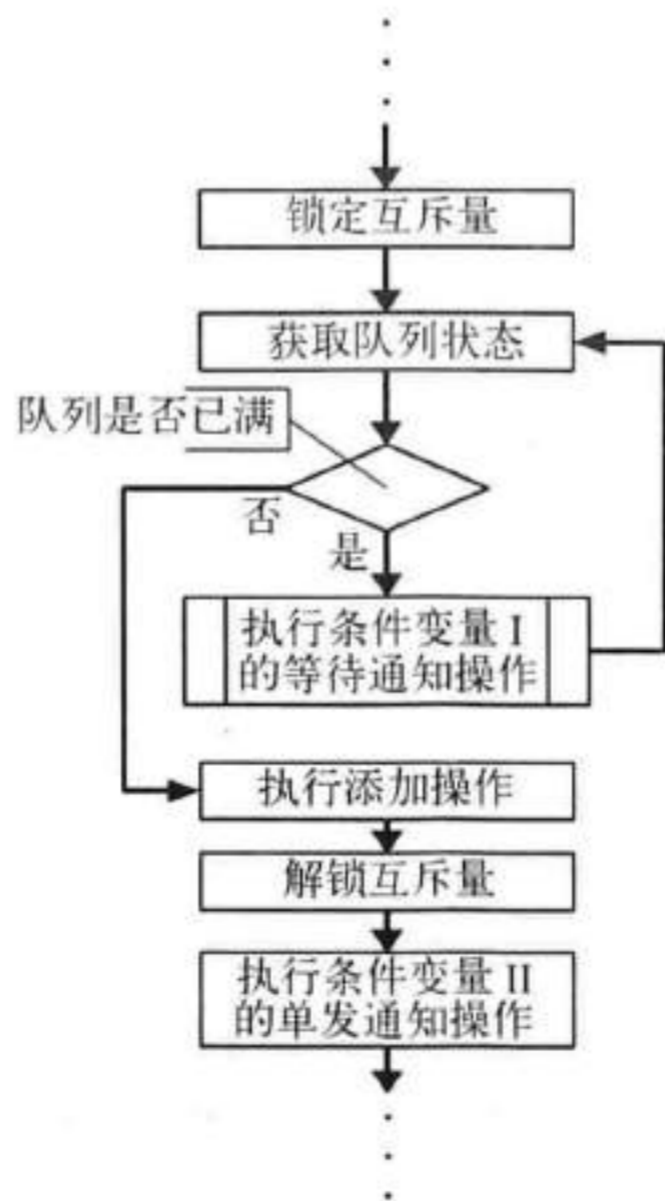 锁定互斥量
获取队列状态
队列是否已满
否
是
执行条件变量 I
的等待通知操作
执行添加操作
解锁互斥量
执行条件变量 II
的单发通知操作